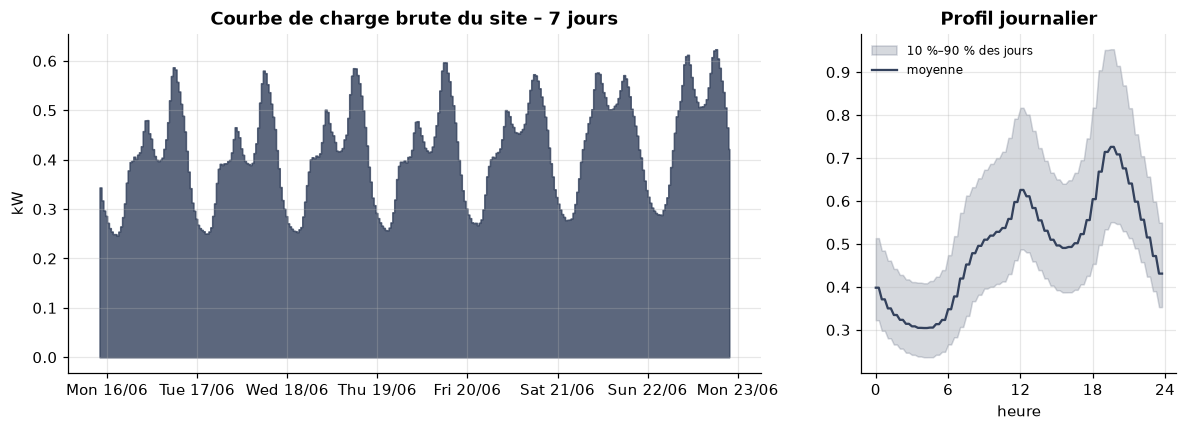 Courbe de charge brute du site – 7 jours
kW
0.6
0.5
0.4
0.3
0.2
0.1
0.0
Mon 16/06 Tue 17/06 Wed 18/06 Thu 19/06 Fri 20/06 Sat 21/06 Sun 22/06 Mon 23/06
Profil journalier
10 %–90 % des jours
moyenne
0.9
0.8
0.7
0.6
0.5
0.4
0.3
0 6 12 18 24
heure